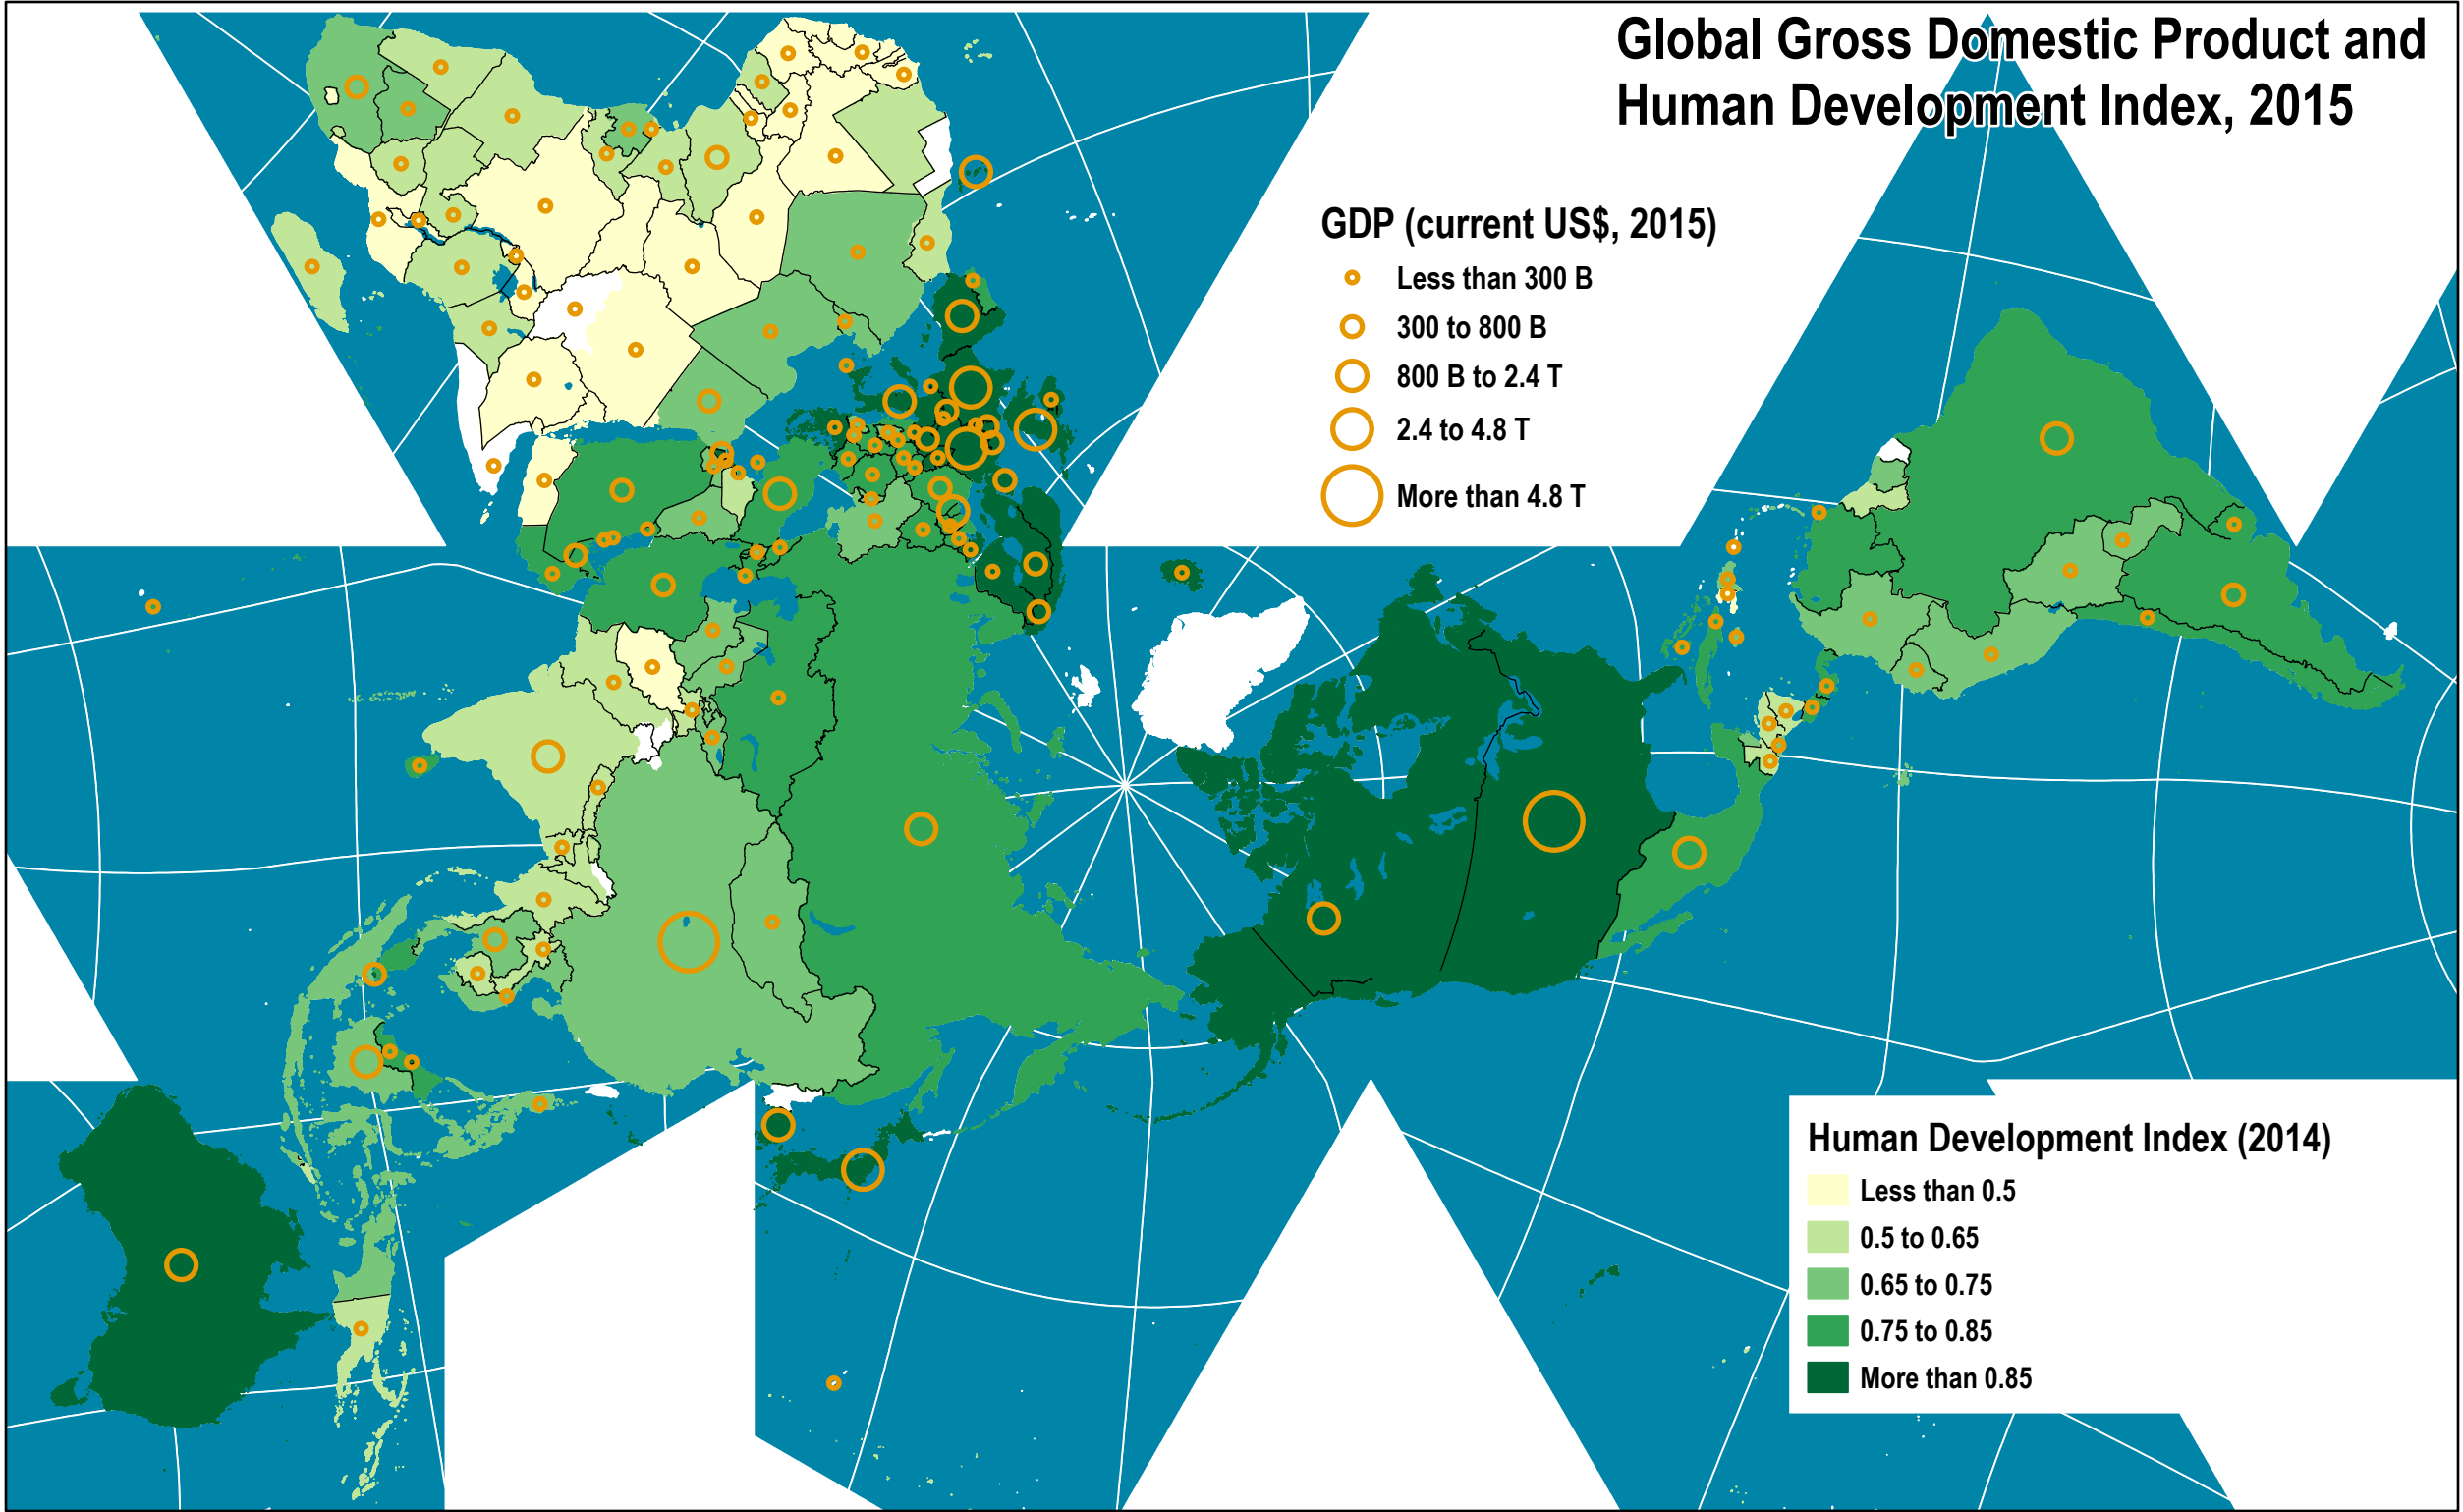 Global Gross Domestic Product and
Human Development Index, 2015
GDP (current US$, 2015)
Less than 300 B
300 to 800 B
800 B to 2.4 T
2.4 to 4.8 T
More than 4.8 T
Human Development Index (2014)
Less than 0.5
0.5 to 0.65
0.65 to 0.75
0.75 to 0.85
More than 0.85